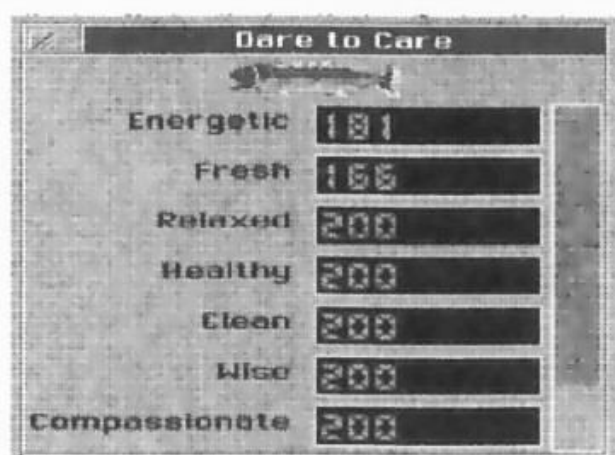 Dare to Care
Energetic 181
Fresh 166
Relaxed 200
Healthy 200
Clean 200
Wise 200
Compassionate 200